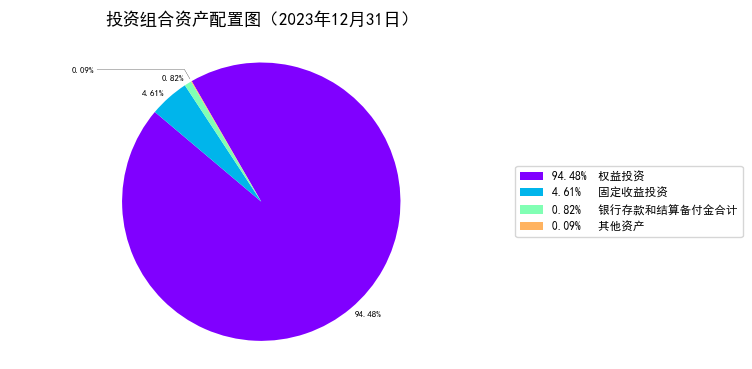 投资组合资产配置图（2023年12月31日）
0.09%
0.82%
4.61%
94.48%
94.48% 权益投资
4.61% 固定收益投资
0.82% 银行存款和结算备付金合计
0.09% 其他资产